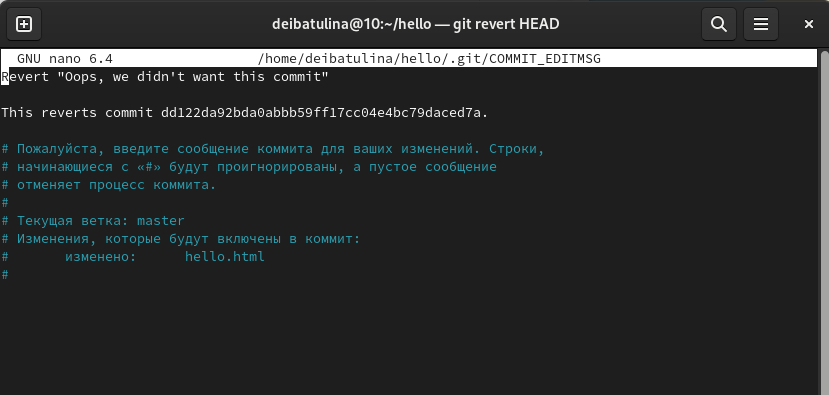 deibatulina@10:~/hello — git revert HEAD
GNU nano 6.4 /home/deibatulina/hello/.git/COMMIT_EDITMSG
Revert "Oops, we didn't want this commit"
This reverts commit dd122da92bda0abbb59ff17cc04e4bc79daced7a.
# Пожалуйста, введите сообщение коммита для ваших изменений. Строки,
# начинающиеся с «#» будут проигнорированы, а пустое сообщение
# отменяет процесс коммита.
#
# Текущая ветка: master
# Изменения, которые будут включены в коммит:
# изменено: hello.html
#